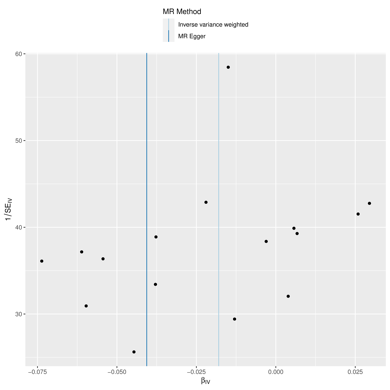 MR Method
Inverse variance weighted
MR Egger
60
50
40
30
1/SE_IV
−0.075 −0.050 −0.025 0.000 0.025
β̂_IV